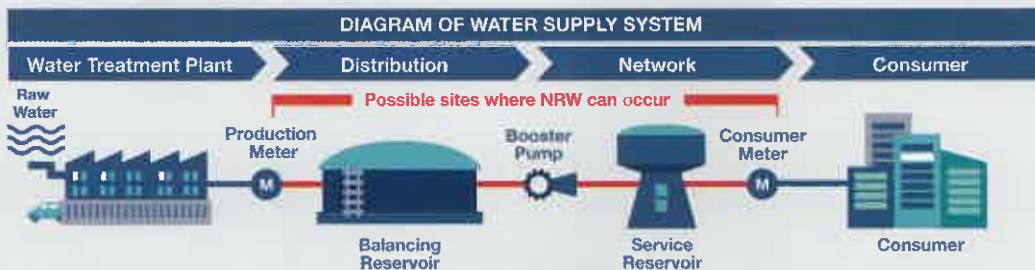 DIAGRAM OF WATER SUPPLY SYSTEM
Water Treatment Plant
Distribution
Network
Consumer
Possible sites where NRW can occur
Raw
Water
Production
Meter
Booster
Pump
Consumer
Meter
M
M
Balancing
Reservoir
Service
Reservoir
Consumer